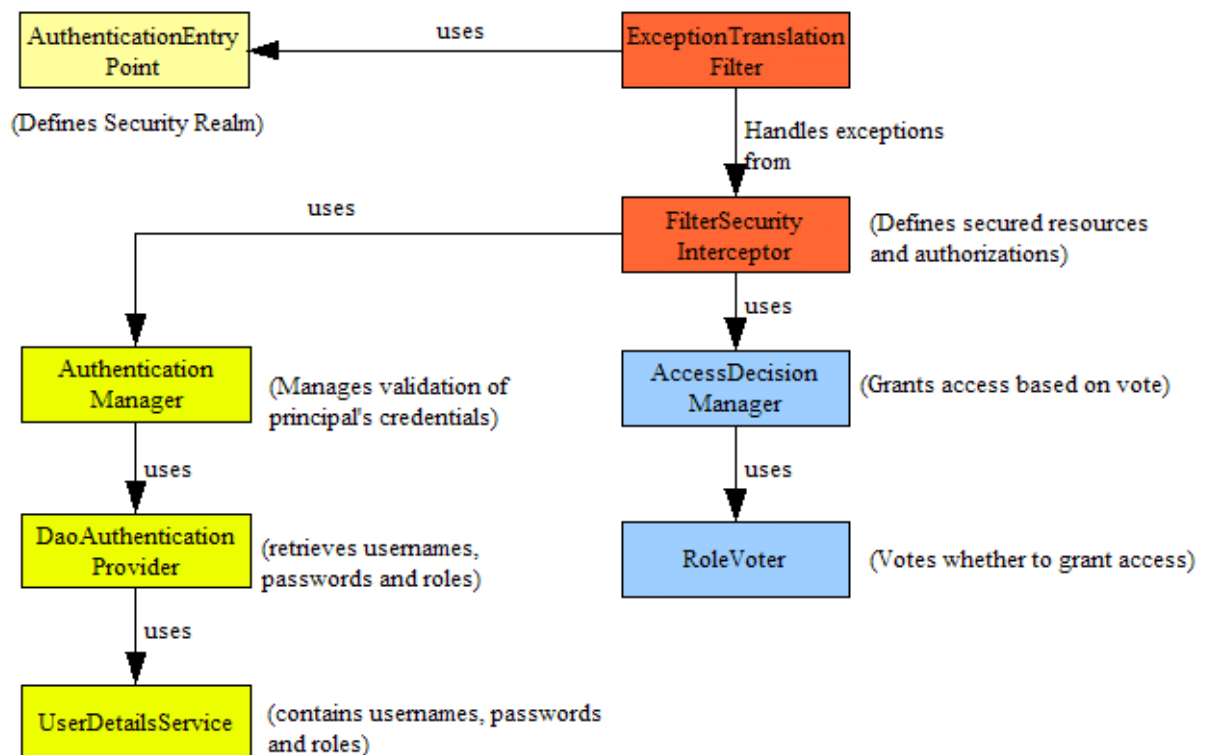 AuthenticationEntry
Point
uses
ExceptionTranslation
Filter
(Defines Security Realm)
Handles exceptions
from
uses
FilterSecurity
Interceptor
(Defines secured resources
and authorizations)
uses
Authentication
Manager
(Manages validation of
principal's credentials)
AccessDecision
Manager
(Grants access based on vote)
uses
uses
DaoAuthentication
Provider
(retrieves usernames,
passwords and roles)
RoleVoter
(Votes whether to grant access)
uses
UserDetailsService
(contains usernames, passwords
and roles)